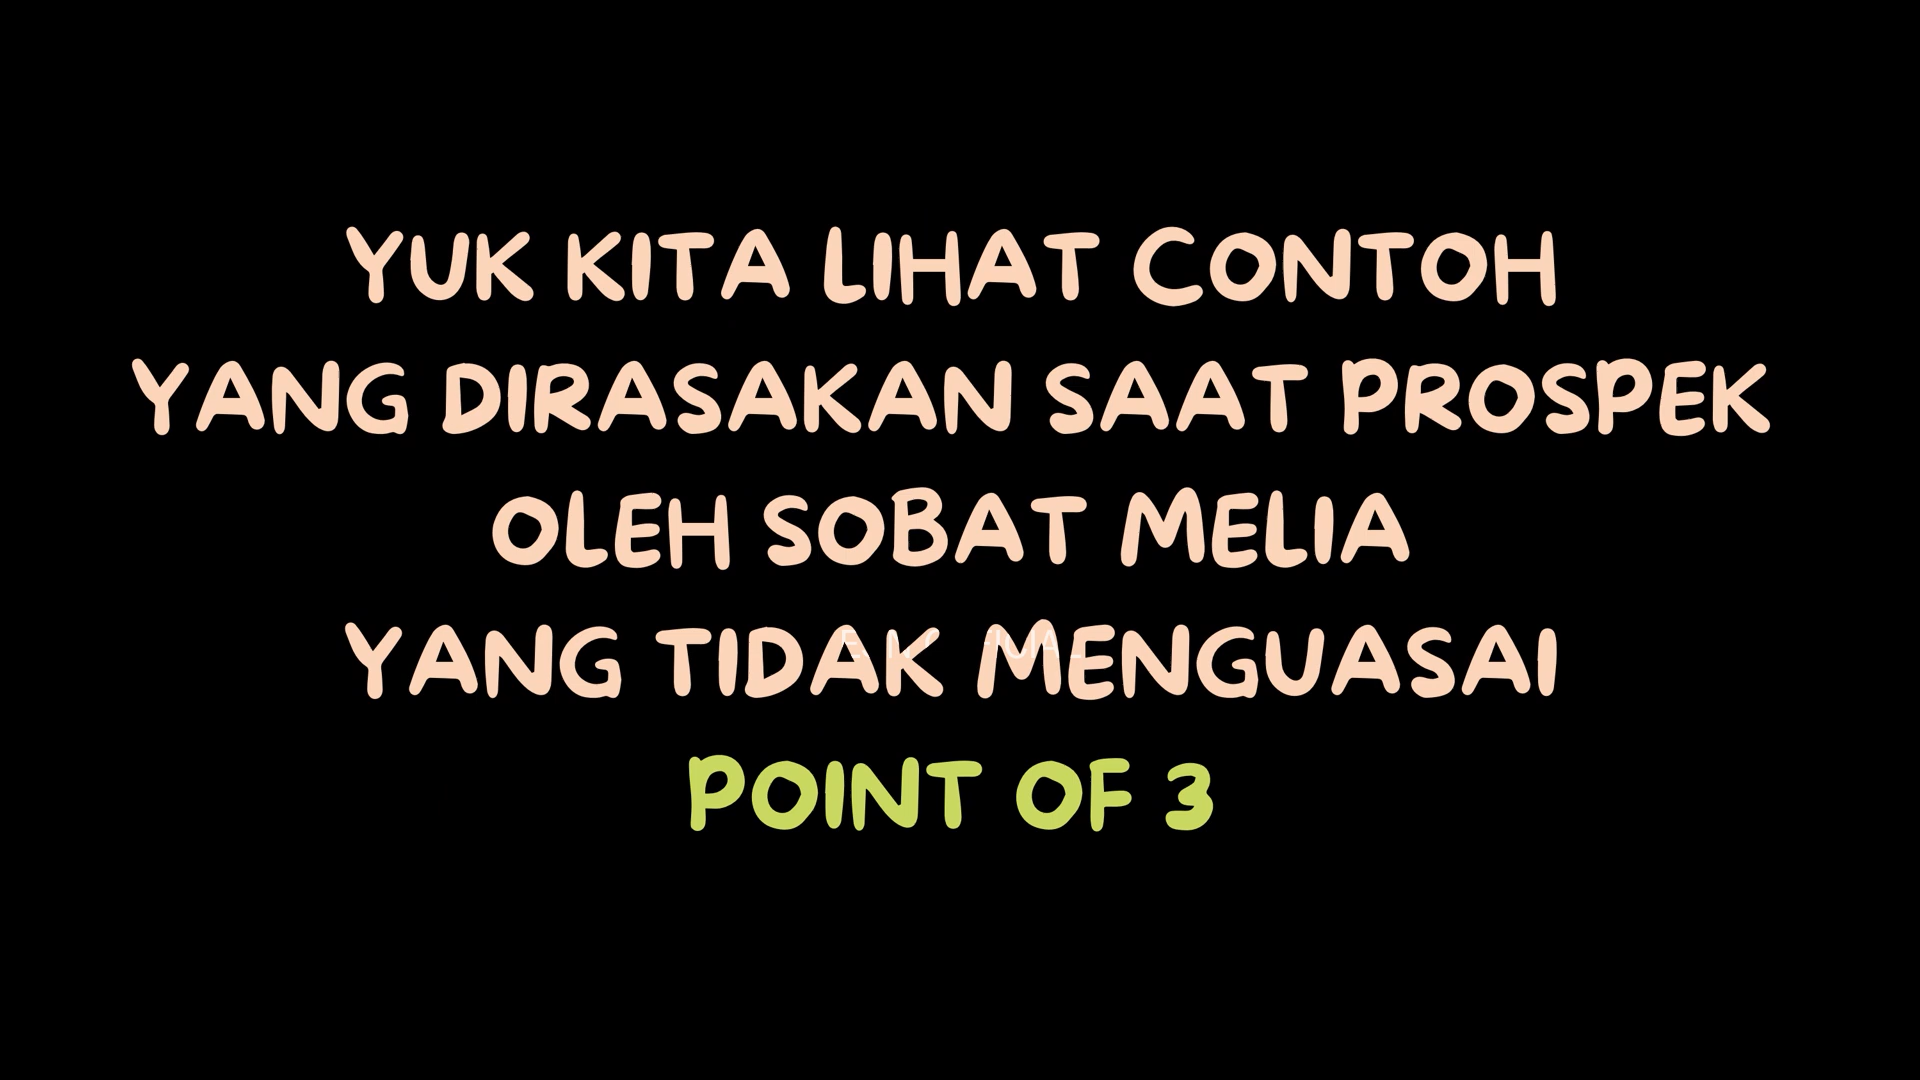 YUK KITA LIHAT CONTOH
YANG DIRASAKAN SAAT PROSPEK
OLEH SOBAT MELIA
YANG TIDAK MENGUASAI
POINT OF 3